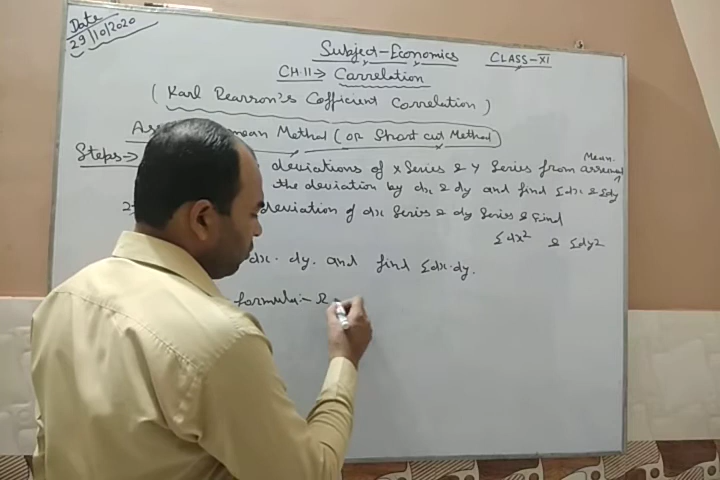 Date
29/10/2020
Subject-Economics CLASS-XI
CH.11→ Correlation
(Karl Pearson's Cofficient Correlation)
mean Method (OR Short cut Method)
Mean.
Steps→ deviations of X Series & Y Series from assumed
the deviation by dx & dy and find Σdx & Σdy
2 deviation of dx Series & dy Series & Find
Σdx² & Σdy²
dx. dy. and find Σdx.dy.
formula:- r =